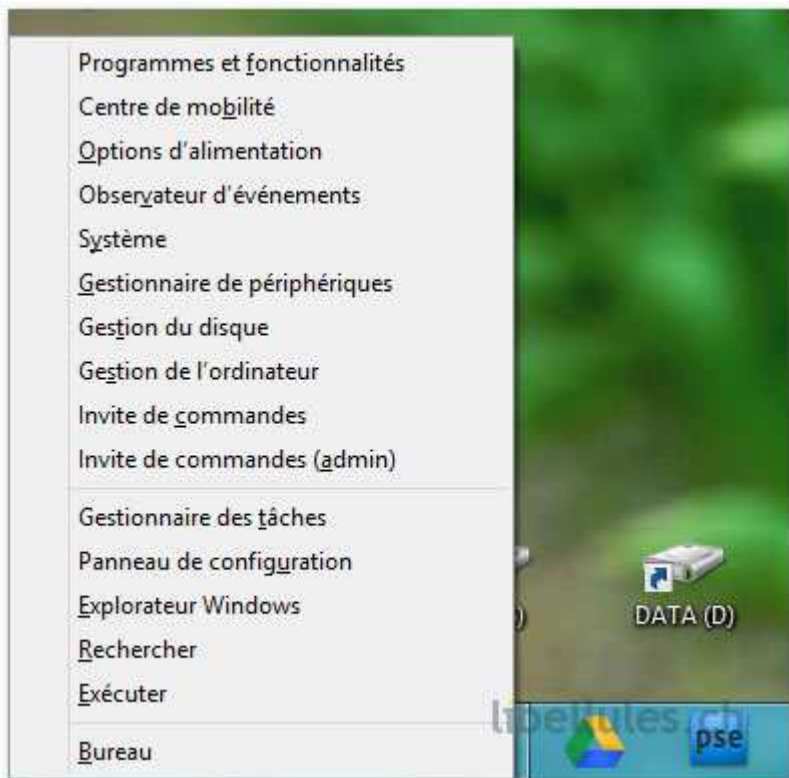 Programmes et fonctionnalités
Centre de mobilité
Options d'alimentation
Observateur d'événements
Système
Gestionnaire de périphériques
Gestion du disque
Gestion de l'ordinateur
Invite de commandes
Invite de commandes (admin)
Gestionnaire des tâches
Panneau de configuration
Explorateur Windows
Rechercher
Exécuter
Bureau
DATA (D)
libellules.ch
pse